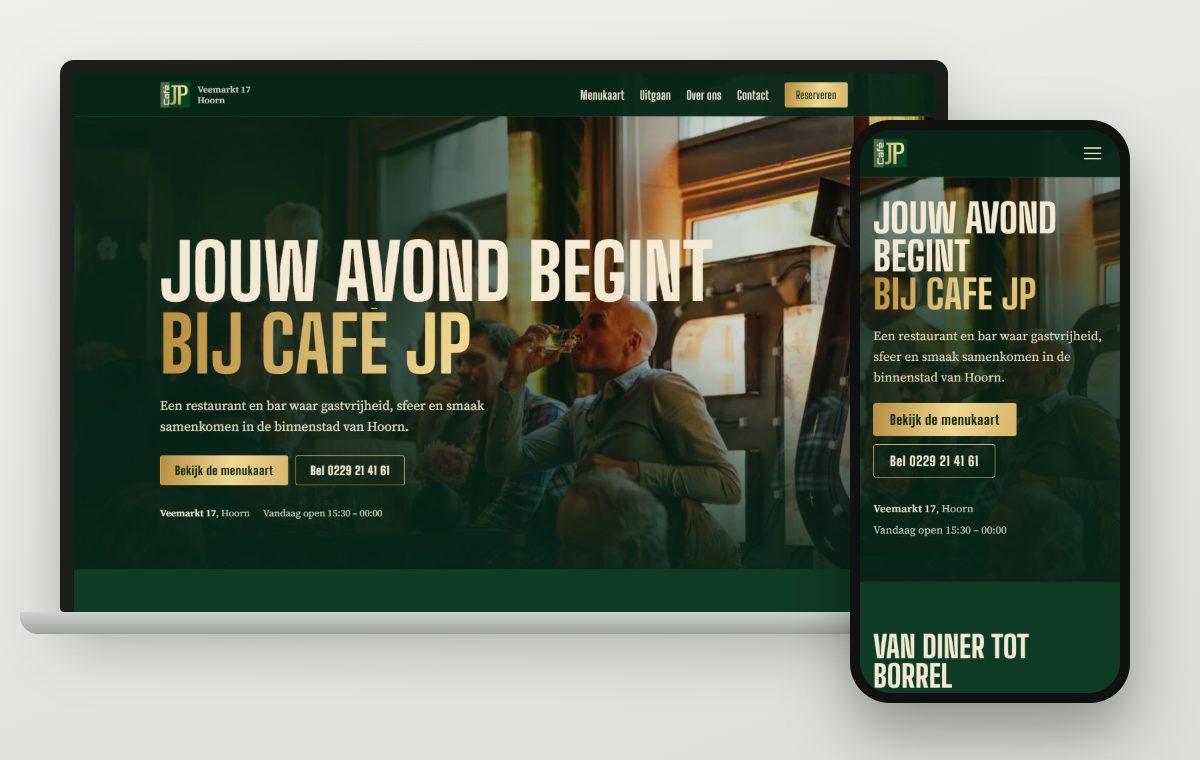 Café JP
Veemarkt 17
Hoorn
Menukaart Uitgaan Over ons Contact Reserveren
JOUW AVOND BEGINT
BIJ CAFÉ JP
Een restaurant en bar waar gastvrijheid, sfeer en smaak
samenkomen in de binnenstad van Hoorn.
Bekijk de menukaart Bel 0229 21 41 61
Veemarkt 17, Hoorn Vandaag open 15:30 – 00:00
Café JP
JOUW AVOND
BEGINT
BIJ CAFE JP
Een restaurant en bar waar gastvrijheid,
sfeer en smaak samenkomen in de
binnenstad van Hoorn.
Bekijk de menukaart
Bel 0229 21 41 61
Veemarkt 17, Hoorn
Vandaag open 15:30 – 00:00
VAN DINER TOT
BORREL